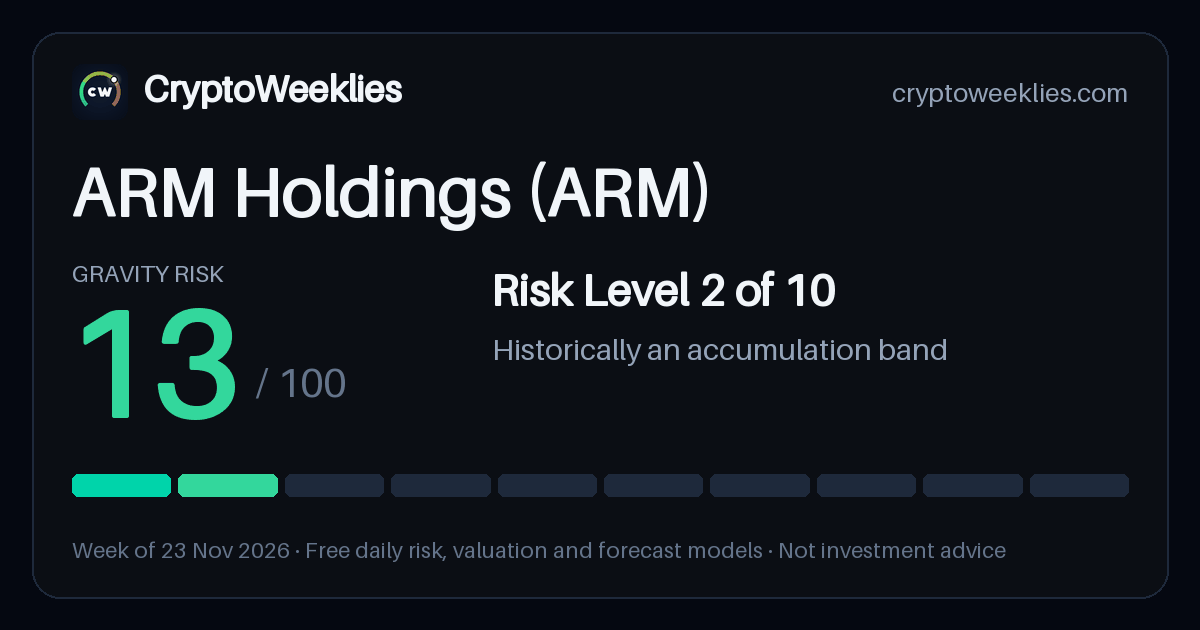 CW
CryptoWeeklies
cryptoweeklies.com
ARM Holdings (ARM)
GRAVITY RISK
13 / 100
Risk Level 2 of 10
Historically an accumulation band
Week of 23 Nov 2026 · Free daily risk, valuation and forecast models · Not investment advice